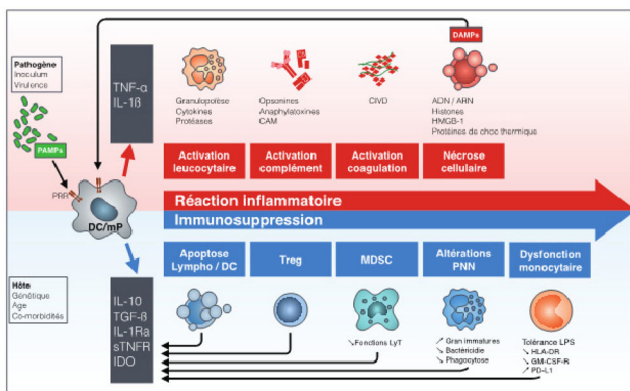 DAMPs
Pathogène
Inoculum
Virulence
TNF-α
IL-1ß
Granulopoïèse
Cytokines
Protéases
Opsonines
Anaphylatoxines
CAM
CIVD
ADN / ARN
Histones
HMGB-1
Protéines de choc thermique
PAMPs
Activation
leucocytaire
Activation
complément
Activation
coagulation
Nécrose
cellulaire
PRR
DC/mP
Réaction inflammatoire
Immunosuppression
Apoptose
Lympho / DC
Treg
MDSC
Altérations
PNN
Dysfonction
monocytaire
Hôte
Génétique
Age
Co-morbidités
IL-10
TGF-ß
IL-1Ra
sTNFR
IDO
↘ Fonctions LyT
↗ Gran immatures
↘ Bactéricidie
↘ Phagocytose
Tolérance LPS
↘ HLA-DR
↘ GM-CSF-R
↗ PD-L1